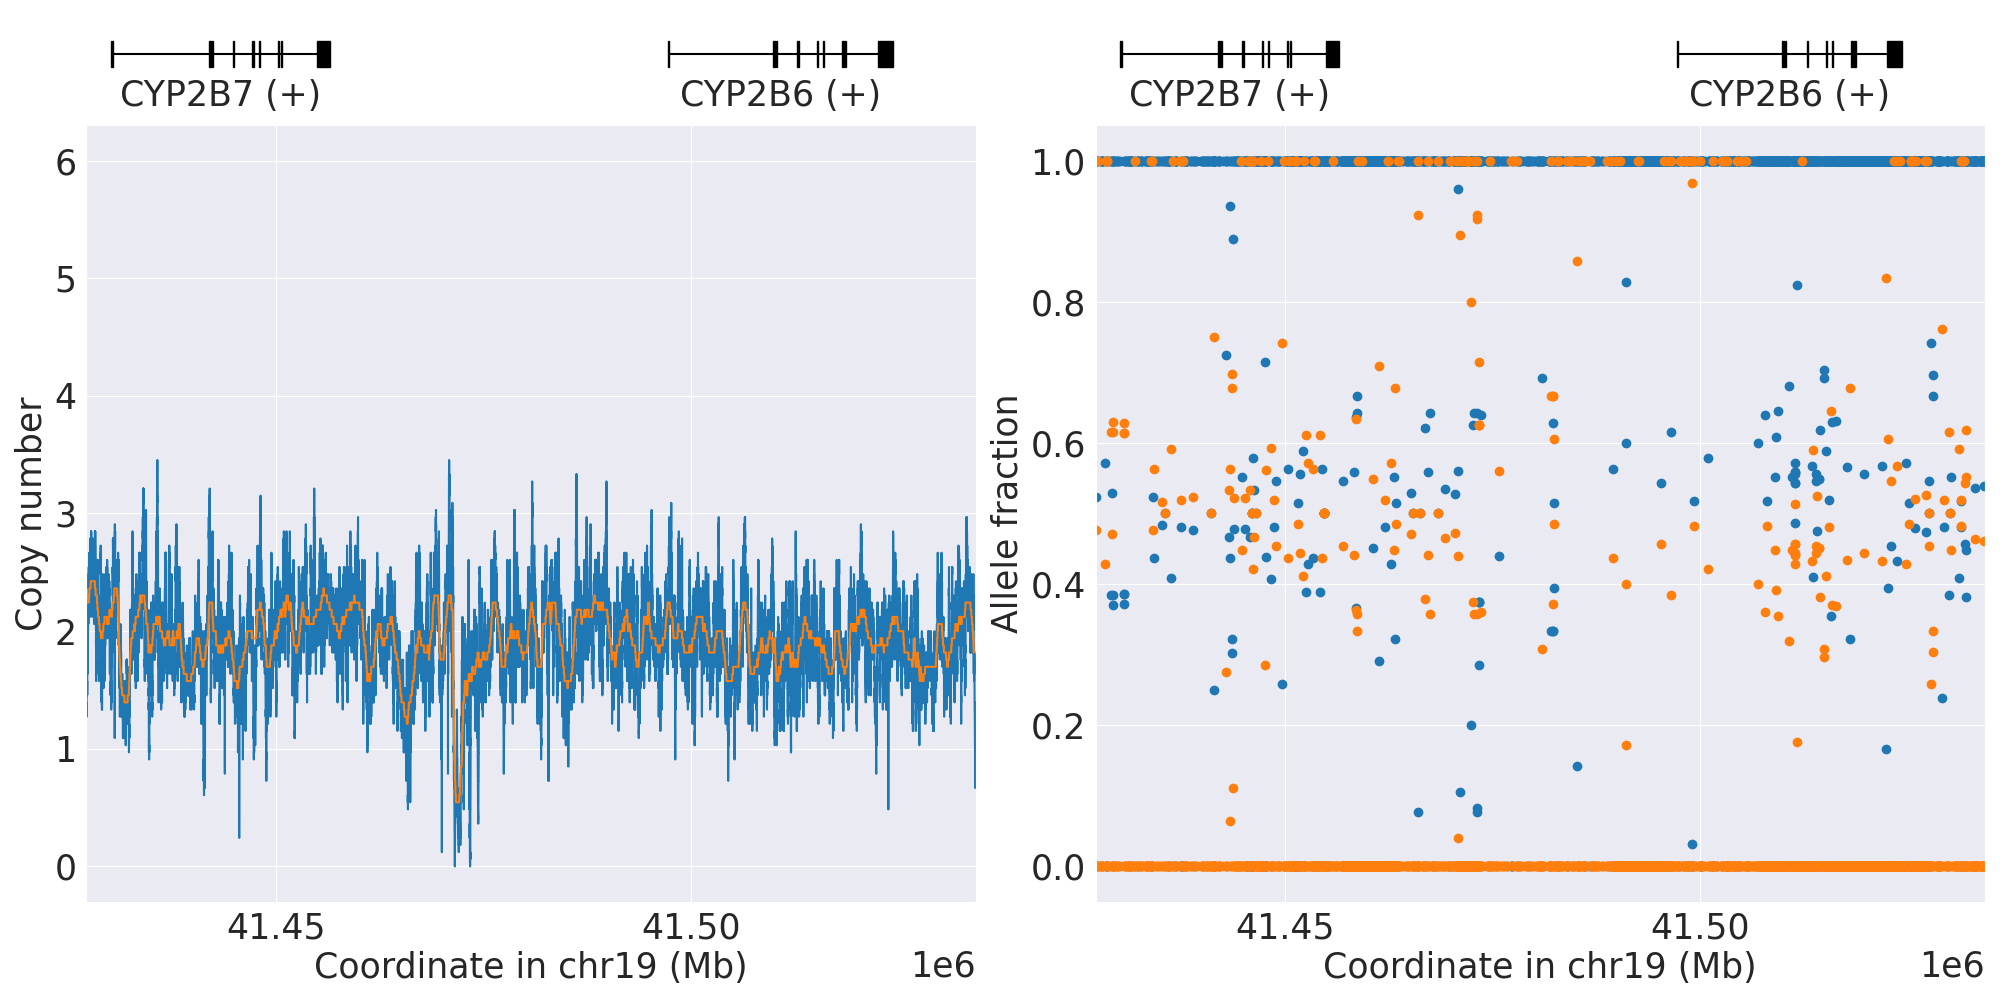 CYP2B7 (+)
CYP2B6 (+)
6
5
4
3
2
1
0
Copy number
41.45
41.50
Coordinate in chr19 (Mb)
1e6
CYP2B7 (+)
CYP2B6 (+)
1.0
0.8
0.6
0.4
0.2
0.0
Allele fraction
41.45
41.50
Coordinate in chr19 (Mb)
1e6